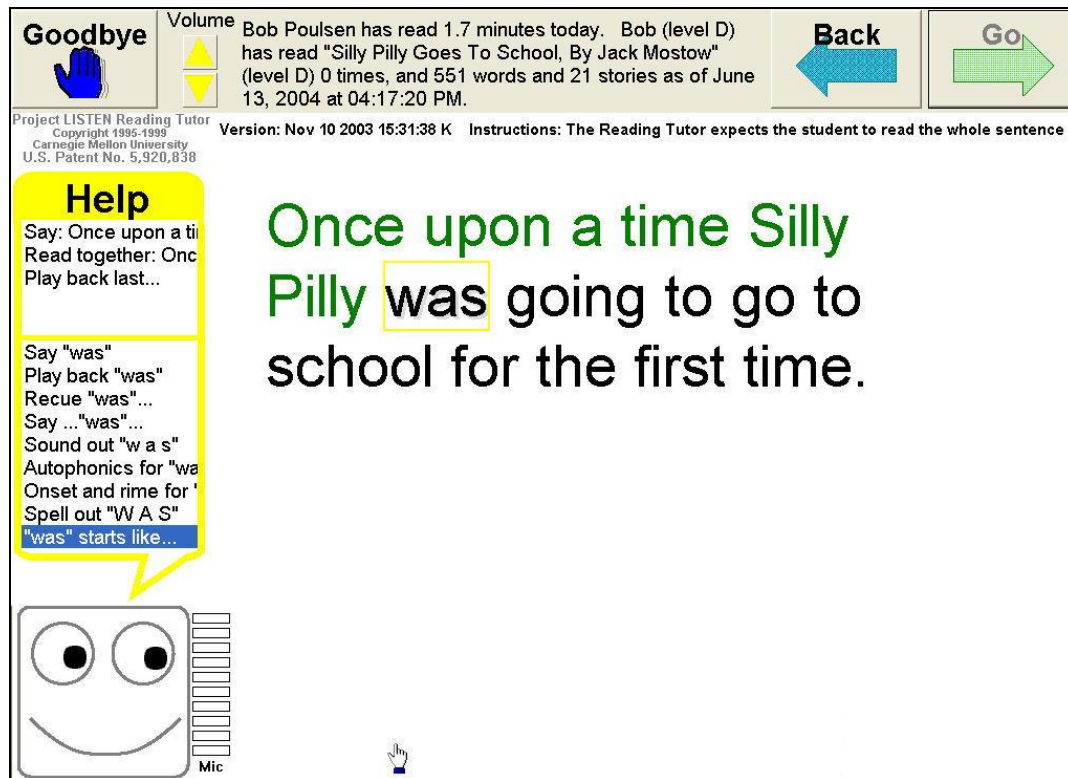 Goodbye
Volume
Bob Poulsen has read 1.7 minutes today. Bob (level D)
has read "Silly Pilly Goes To School, By Jack Mostow"
(level D) 0 times, and 551 words and 21 stories as of June
13, 2004 at 04:17:20 PM.
Back
Go
Project LISTEN Reading Tutor
Copyright 1995-1999
Carnegie Mellon University
U.S. Patent No. 5,920,838
Version: Nov 10 2003 15:31:38 K Instructions: The Reading Tutor expects the student to read the whole sentence
Help
Say: Once upon a ti
Read together: Onc
Play back last...
Say "was"
Play back "was"
Recue "was"...
Say ..."was"...
Sound out "w a s"
Autophonics for "wa
Onset and rime for '
Spell out "W A S"
"was" starts like...
Once upon a time Silly
Pilly was going to go to
school for the first time.
Mic